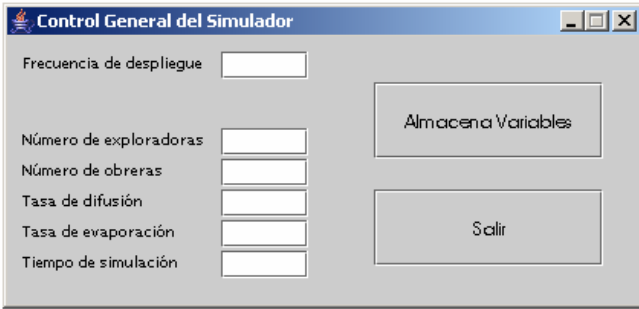 Control General del Simulador
Frecuencia de despliegue
Almacena Variables
Número de exploradoras
Número de obreras
Tasa de difusión
Salir
Tasa de evaporación
Tiempo de simulación